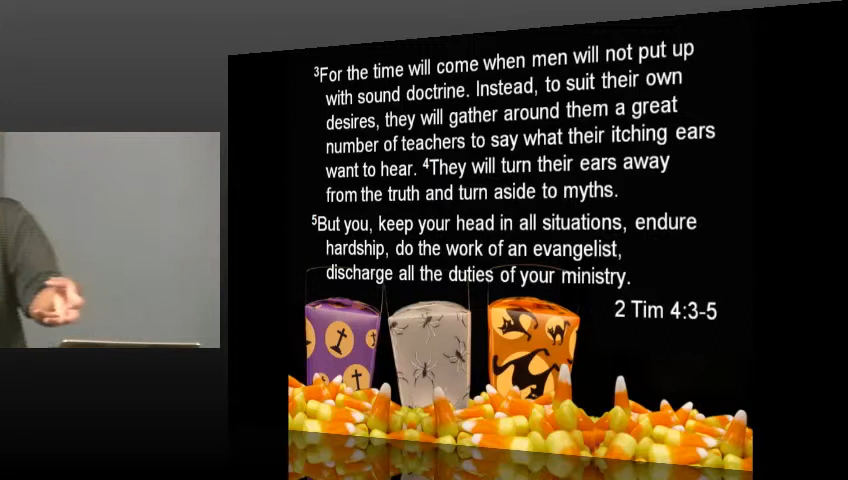 ³For the time will come when men will not put up
with sound doctrine. Instead, to suit their own
desires, they will gather around them a great
number of teachers to say what their itching ears
want to hear. ⁴They will turn their ears away
from the truth and turn aside to myths.
⁵But you, keep your head in all situations, endure
hardship, do the work of an evangelist,
discharge all the duties of your ministry.
2 Tim 4:3-5